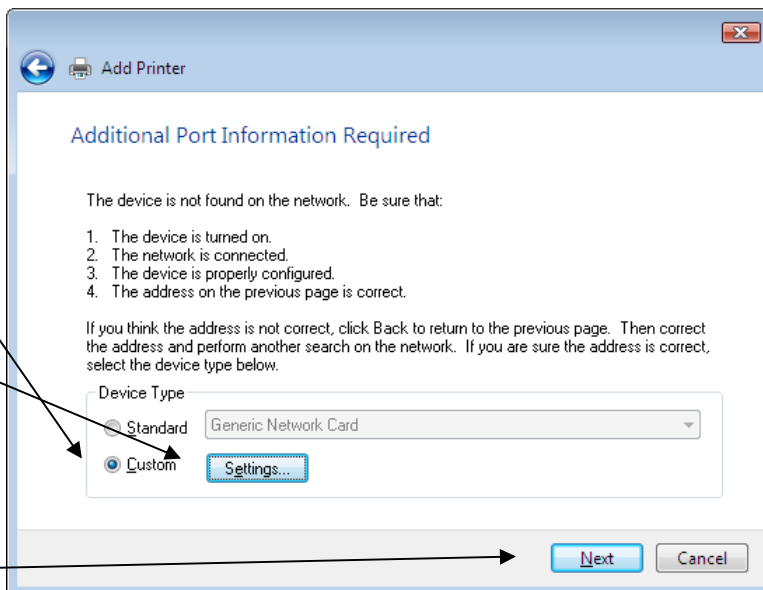 Add Printer
Additional Port Information Required
The device is not found on the network. Be sure that:
1. The device is turned on.
2. The network is connected.
3. The device is properly configured.
4. The address on the previous page is correct.
If you think the address is not correct, click Back to return to the previous page. Then correct
the address and perform another search on the network. If you are sure the address is correct,
select the device type below.
Device Type
Standard Generic Network Card
Custom Settings...
Next Cancel